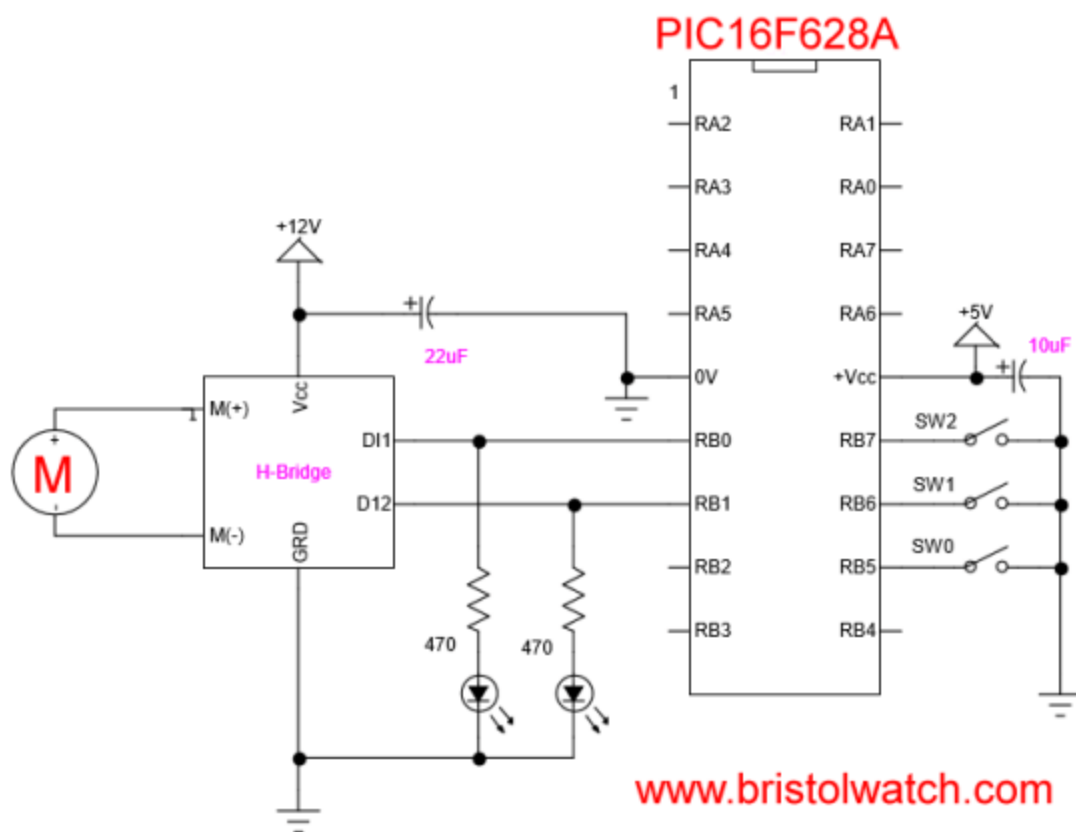 PIC16F628A
1
RA2 RA1
RA3 RA0
+12V
RA4 RA7
+
RA5 RA6
+5V
22uF
+ 10uF
0V +Vcc
Vcc
1 M(+)
SW2
DI1 RB0 RB7
+
M
-
H-Bridge
SW1
D12 RB1 RB6
M(-)
GRD
SW0
RB2 RB5
470 470
RB3 RB4
www.bristolwatch.com